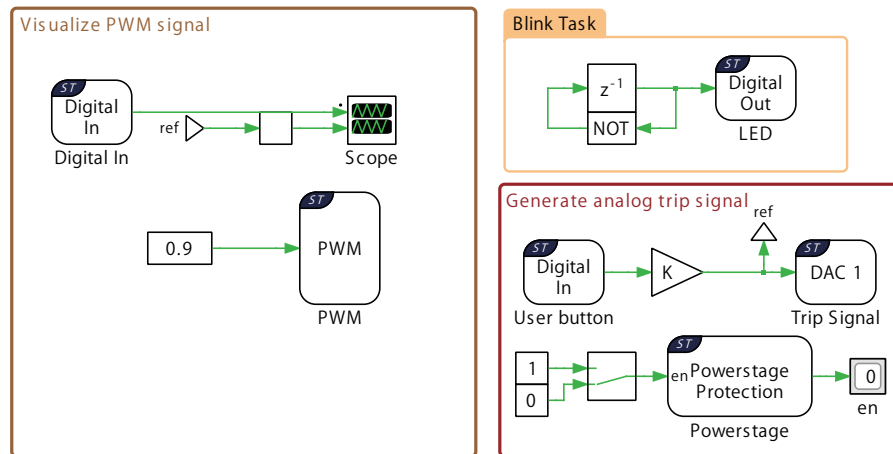 Visualize PWM signal
ST
Digital
In
Digital In
ref
Scope
0.9
ST
PWM
PWM
Blink Task
z-1
NOT
ST
Digital
Out
LED
Generate analog trip signal
ref
ST
Digital
In
User button
K
ST
DAC 1
Trip Signal
1
0
ST
en
Powerstage
Protection
Powerstage
0
en